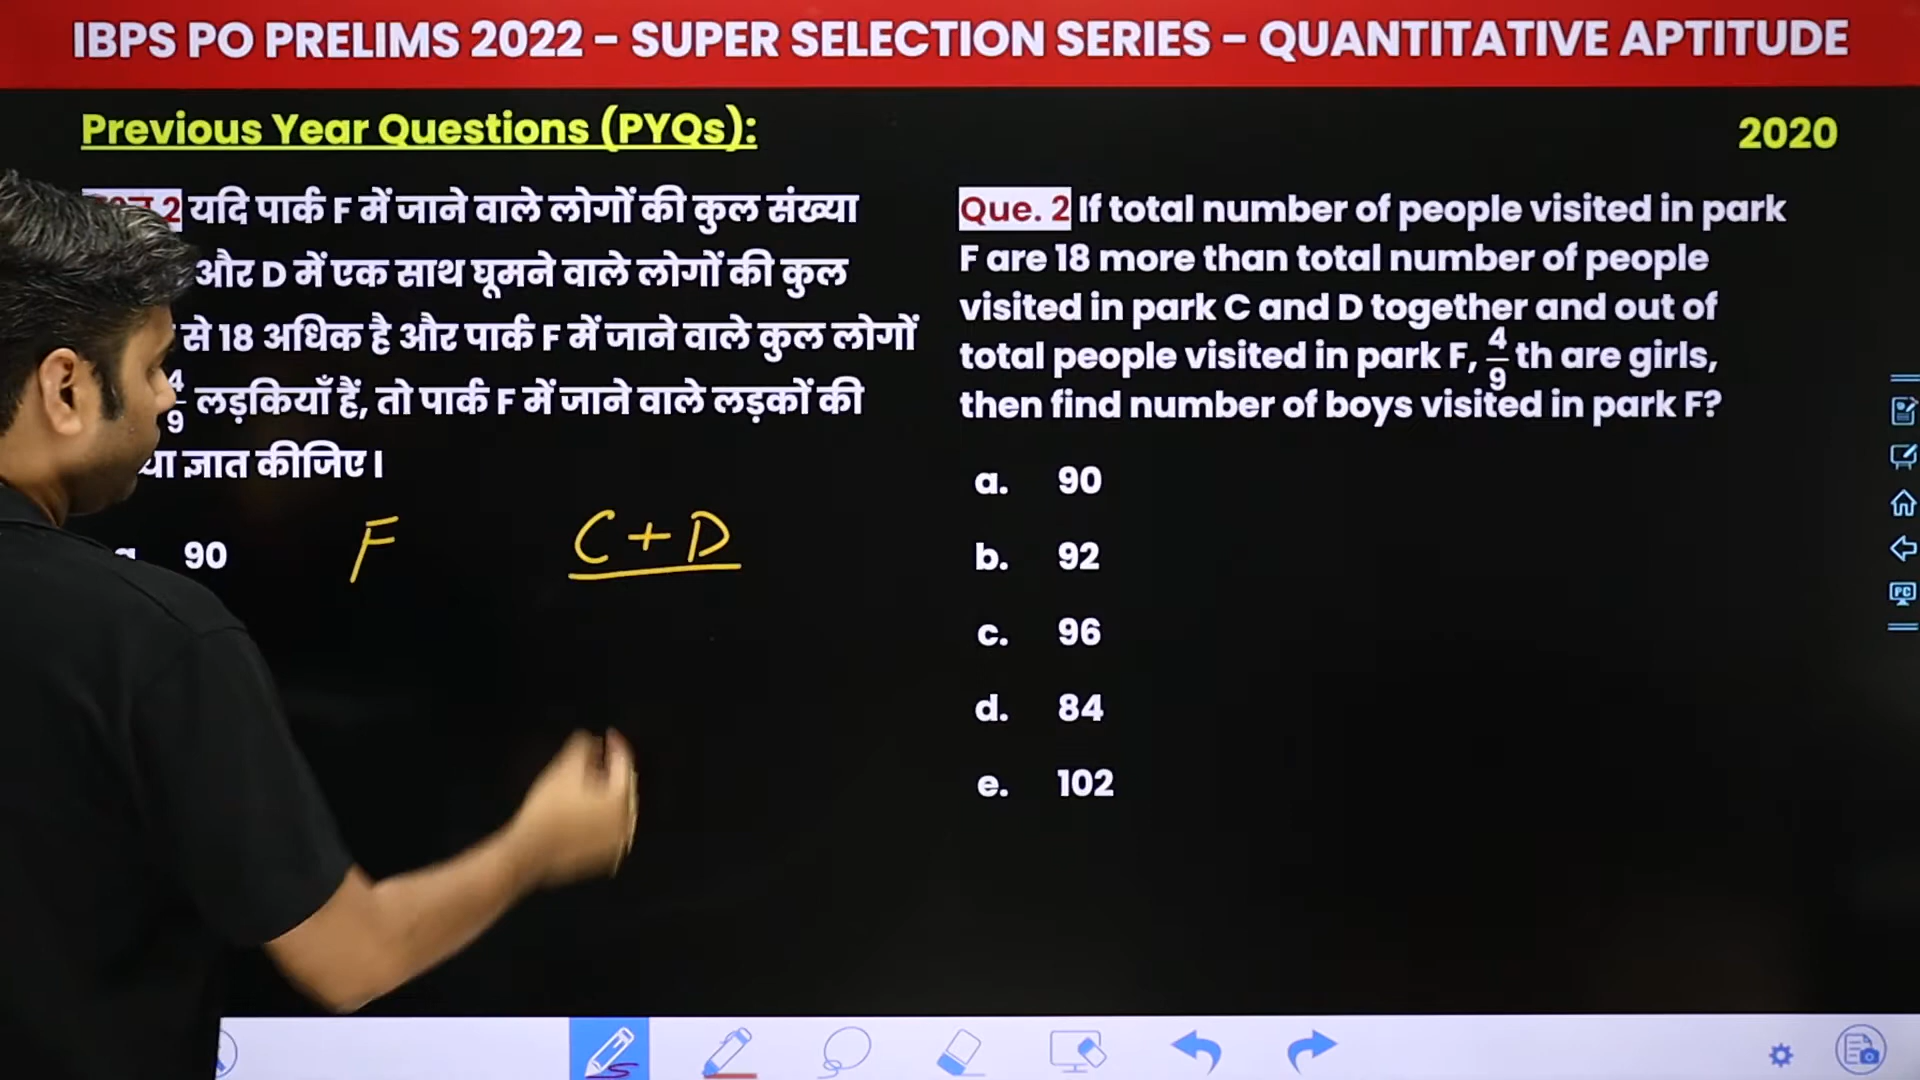 IBPS PO PRELIMS 2022 – SUPER SELECTION SERIES – QUANTITATIVE APTITUDE
Previous Year Questions (PYQs):
2020
2 यदि पार्क F में जाने वाले लोगों की कुल संख्या
और D में एक साथ घूमने वाले लोगों की कुल
से 18 अधिक है और पार्क F में जाने वाले कुल लोगों
4/9 लड़कियाँ हैं, तो पार्क F में जाने वाले लड़कों की
ज्ञात कीजिए।
90
F
C + D
Que. 2 If total number of people visited in park
F are 18 more than total number of people
visited in park C and D together and out of
total people visited in park F, 4/9 th are girls,
then find number of boys visited in park F?
a. 90
b. 92
c. 96
d. 84
e. 102
PC